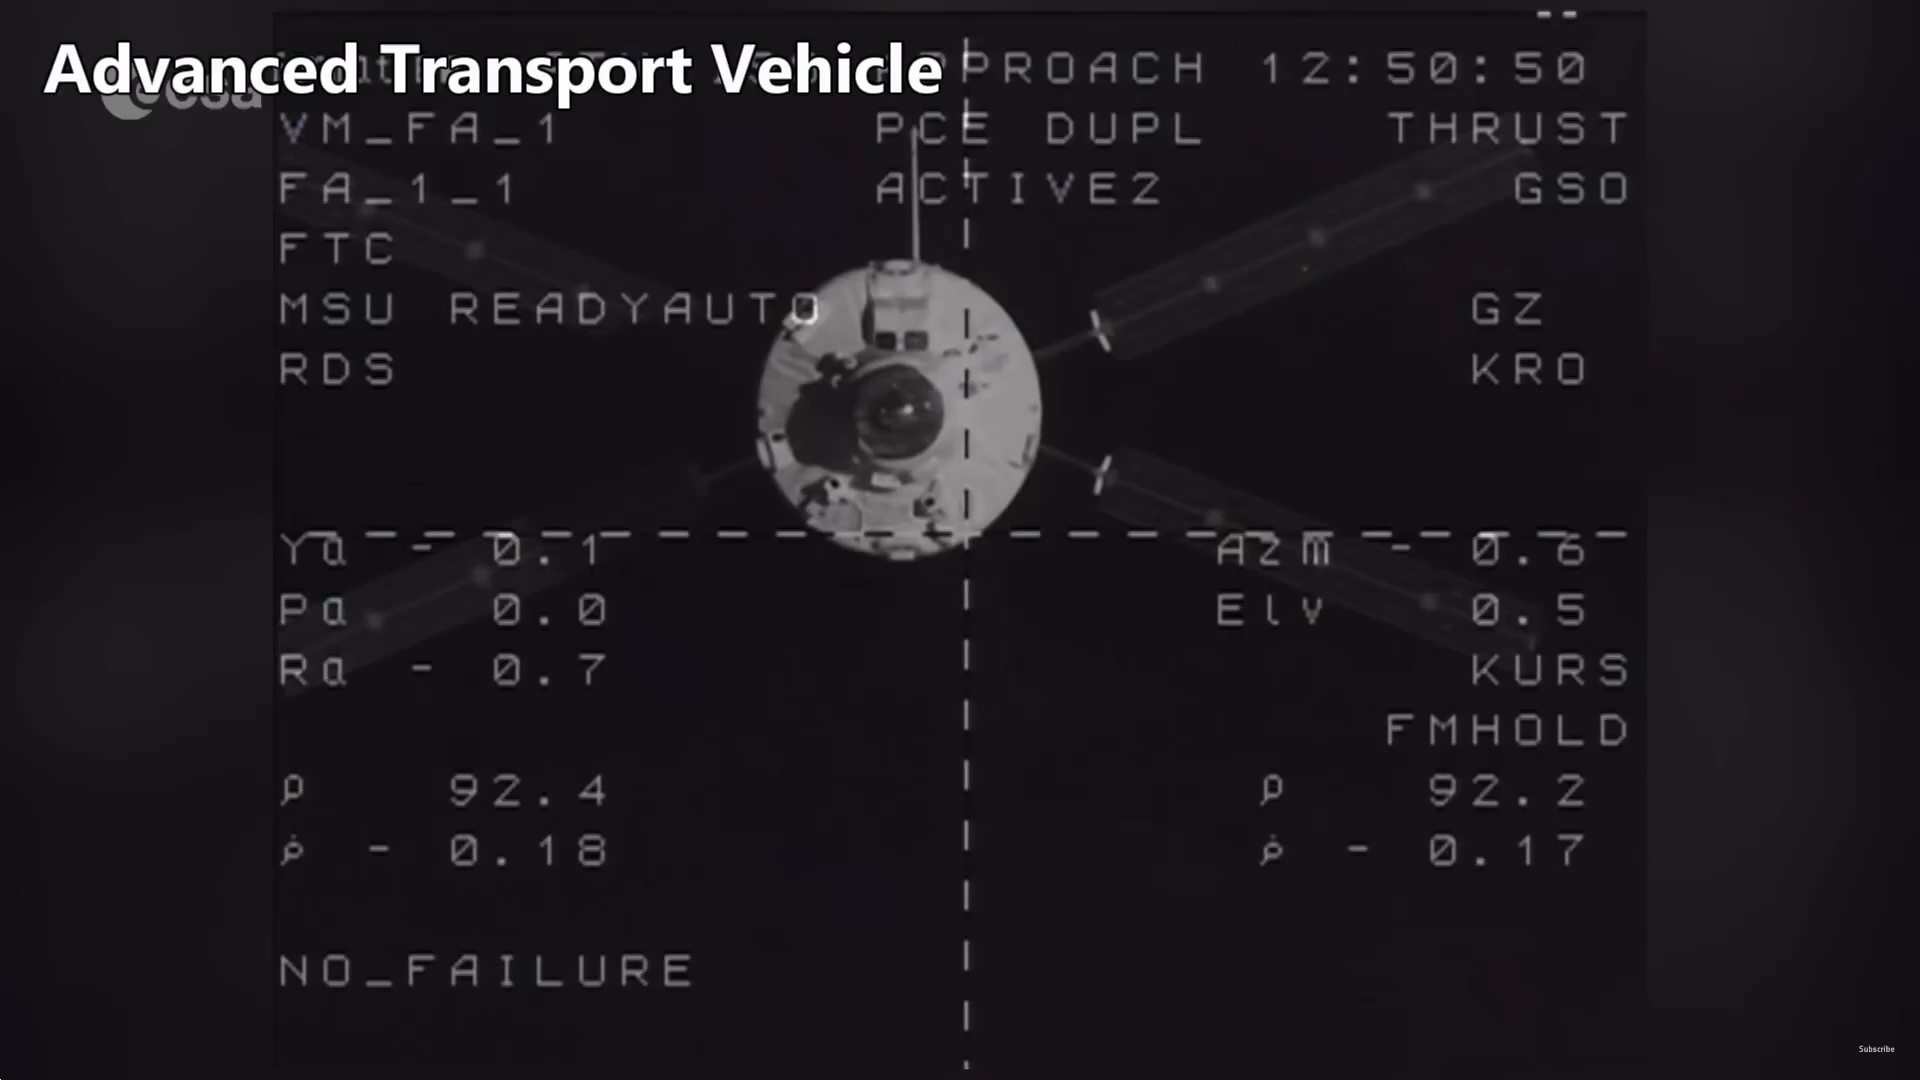 Advanced Transport Vehicle
esa
PROACH 12:50:50
VM_FA_1 PCE DUPL THRUST
FA_1_1 ACTIVE2 GSO
FTC
MSU READYAUTO GZ
RDS KRO
Ya - 0.1 Azm - 0.6
Pa 0.0 Elv 0.5
Ra - 0.7 KURS
FMHOLD
ρ 92.4 ρ 92.2
ρ̇ - 0.18 ρ̇ - 0.17
NO_FAILURE
Subscribe